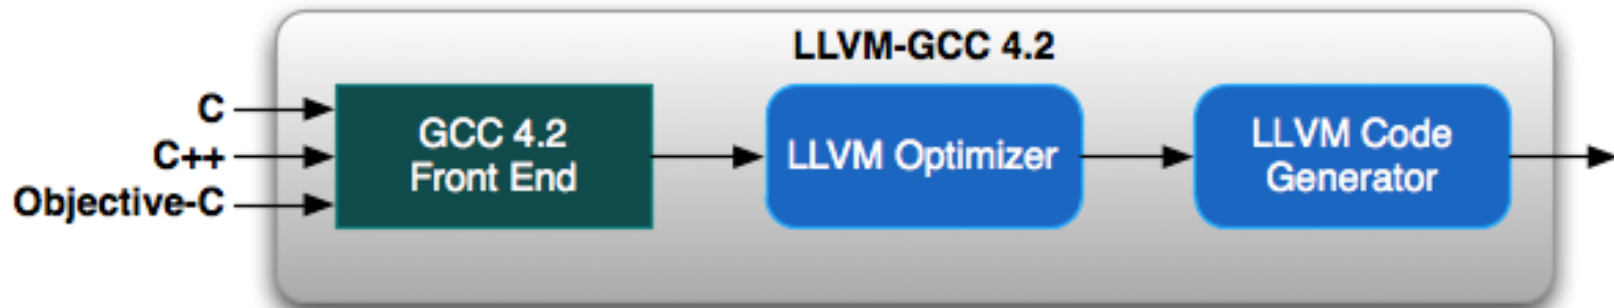 LLVM-GCC 4.2
C
C++
Objective-C
GCC 4.2
Front End
LLVM Optimizer
LLVM Code
Generator